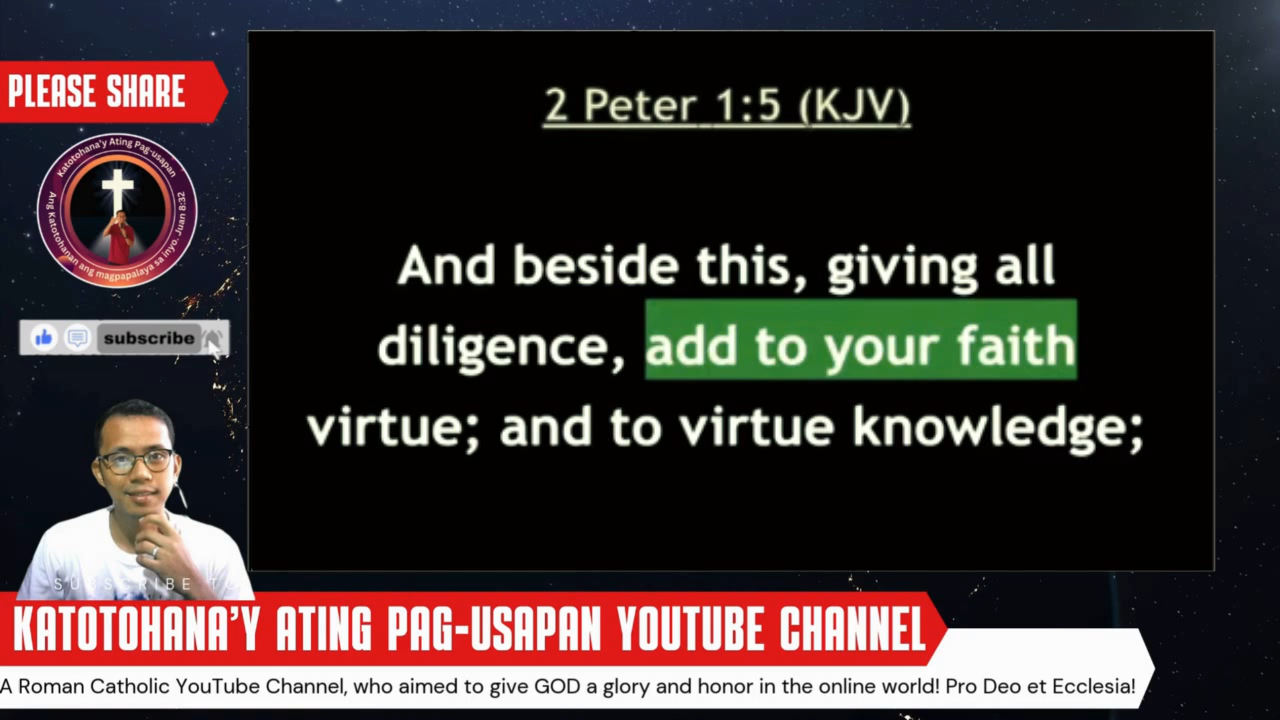 PLEASE SHARE
Katotohana'y Ating Pag-usapan
Ang Katotohanan ang magpapalaya sa inyo. Juan 8:32
subscribe
2 Peter 1:5 (KJV)
And beside this, giving all
diligence, add to your faith
virtue; and to virtue knowledge;
SUBSCRIBE TO
KATOTOHANA'Y ATING PAG-USAPAN YOUTUBE CHANNEL
A Roman Catholic YouTube Channel, who aimed to give GOD a glory and honor in the online world! Pro Deo et Ecclesia!